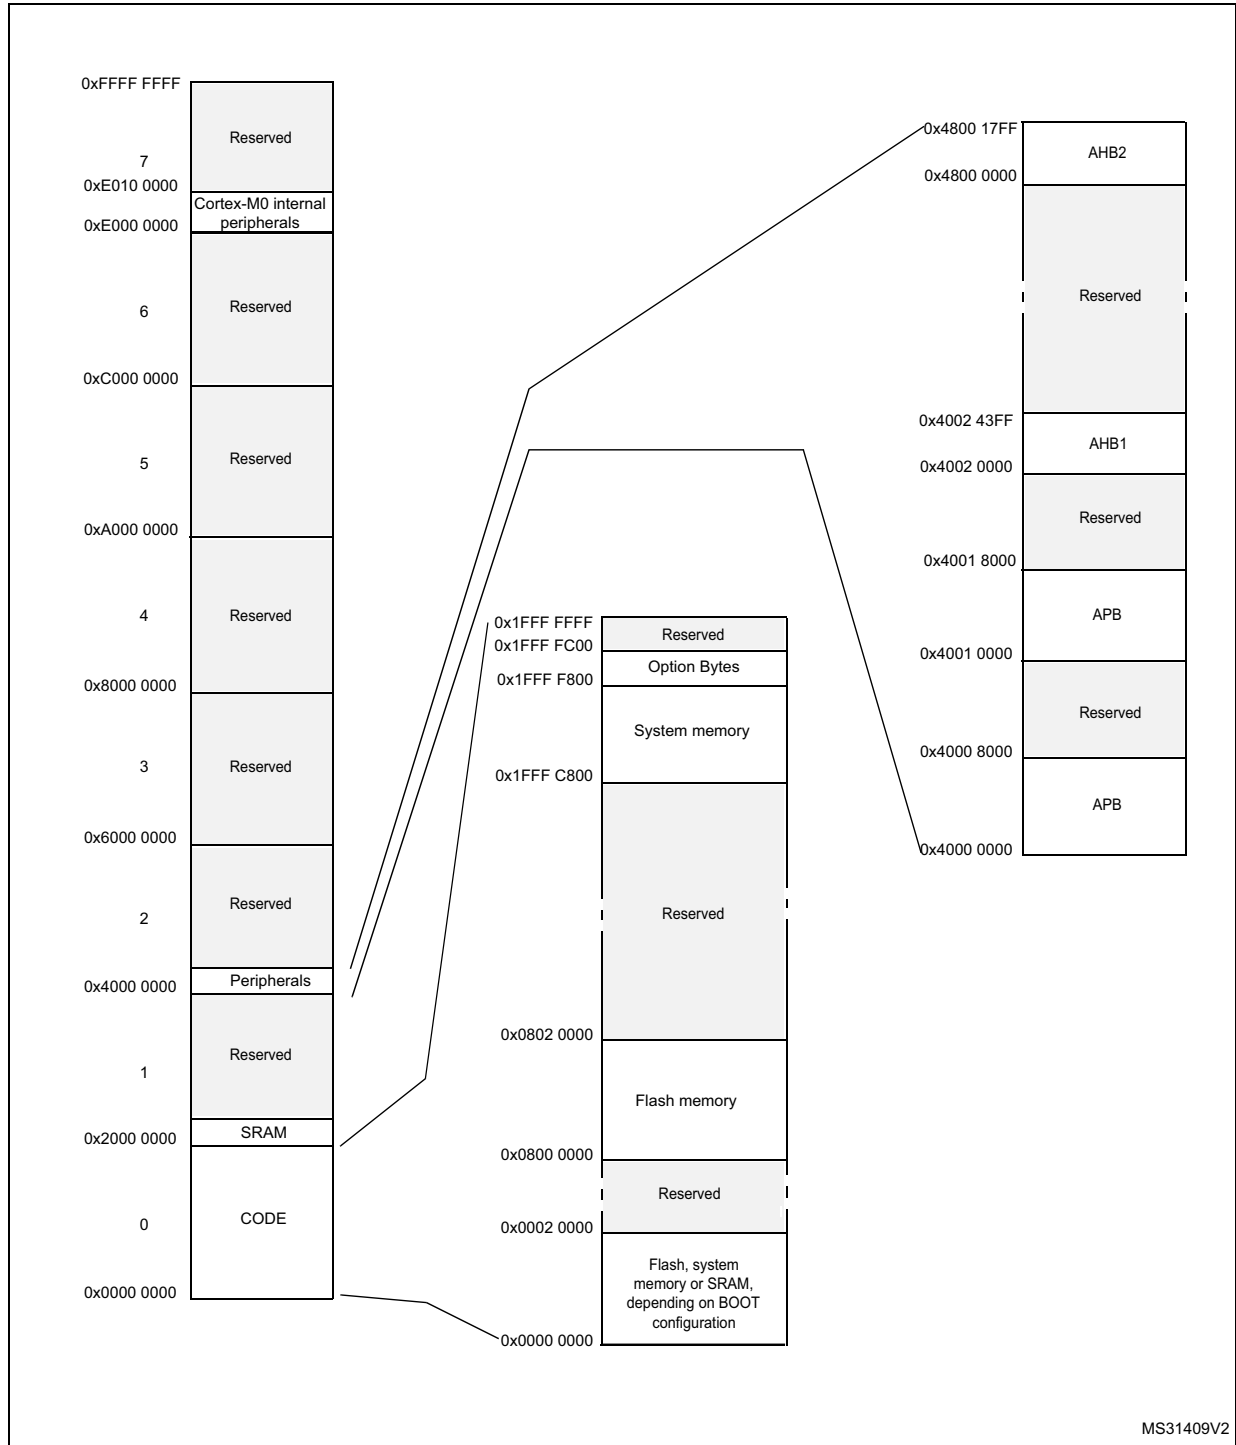 0xFFFF FFFF
Reserved
7
0xE010 0000
Cortex-M0 internal
peripherals
0xE000 0000
Reserved
6
0xC000 0000
Reserved
5
0xA000 0000
Reserved
4
0x8000 0000
Reserved
3
0x6000 0000
Reserved
2
Peripherals
0x4000 0000
Reserved
1
SRAM
0x2000 0000
CODE
0
0x0000 0000
0x1FFF FFFF
Reserved
0x1FFF FC00
Option Bytes
0x1FFF F800
System memory
0x1FFF C800
Reserved
0x0802 0000
Flash memory
0x0800 0000
Reserved
0x0002 0000
Flash, system
memory or SRAM,
depending on BOOT
configuration
0x0000 0000
0x4800 17FF
AHB2
0x4800 0000
Reserved
0x4002 43FF
AHB1
0x4002 0000
Reserved
0x4001 8000
APB
0x4001 0000
Reserved
0x4000 8000
APB
0x4000 0000
MS31409V2